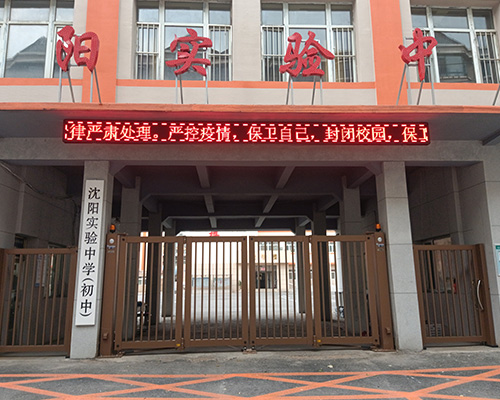 阳实验中
律严肃处理。严控疫情，保卫自己，封闭校园，保卫
沈阳实验中学(初中)